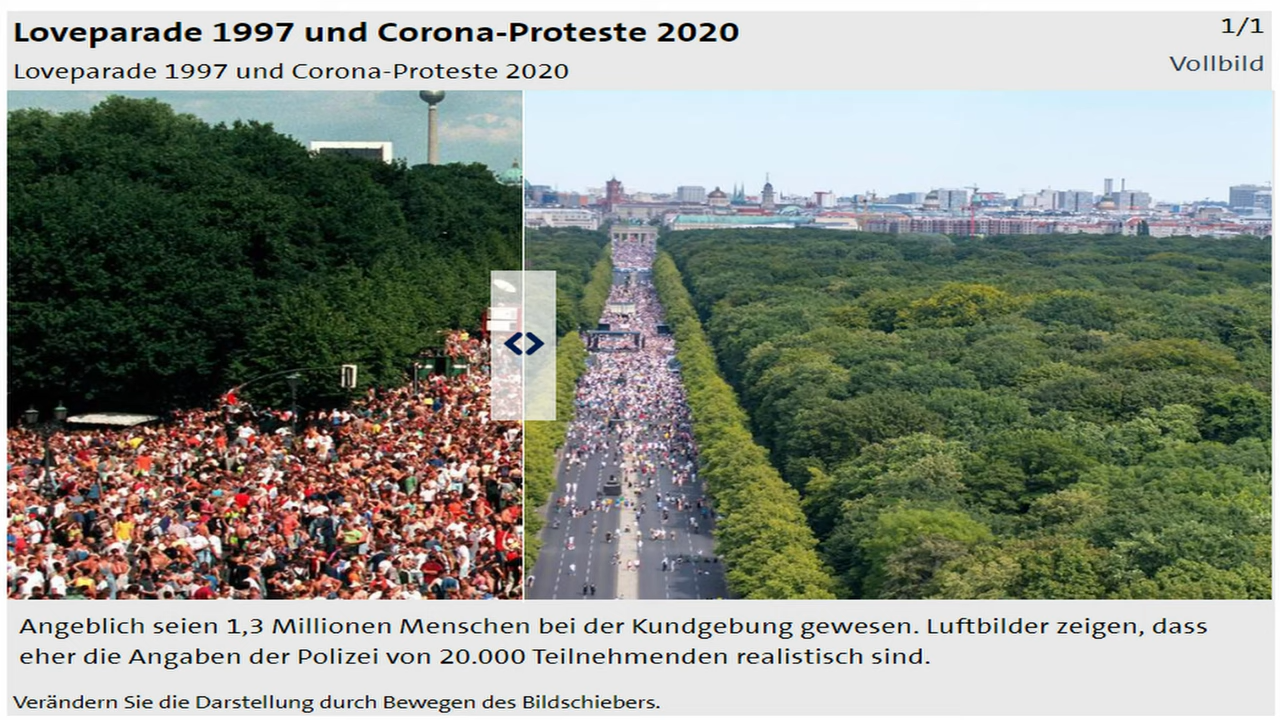 Loveparade 1997 und Corona-Proteste 2020
1/1
Loveparade 1997 und Corona-Proteste 2020
Vollbild
Angeblich seien 1,3 Millionen Menschen bei der Kundgebung gewesen. Luftbilder zeigen, dass
eher die Angaben der Polizei von 20.000 Teilnehmenden realistisch sind.
Verändern Sie die Darstellung durch Bewegen des Bildschiebers.